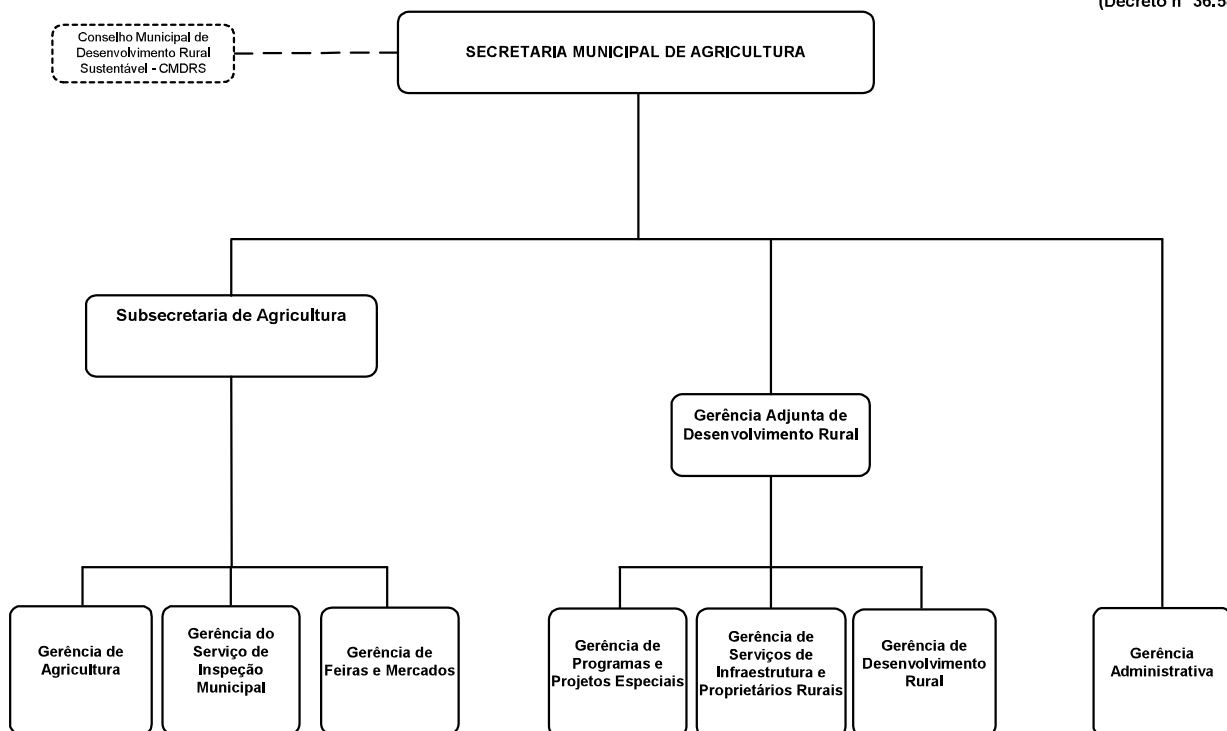 (Decreto n° 36.5
Conselho Municipal de
Desenvolvimento Rural
Sustentável - CMDRS
SECRETARIA MUNICIPAL DE AGRICULTURA
Subsecretaria de Agricultura
Gerência Adjunta de
Desenvolvimento Rural
Gerência de
Agricultura
Gerência do
Serviço de
Inspeção
Municipal
Gerência de
Feiras e Mercados
Gerência de
Programas e
Projetos Especiais
Gerência de
Serviços de
Infraestrutura e
Proprietários Rurais
Gerência de
Desenvolvimento
Rural
Gerência
Administrativa